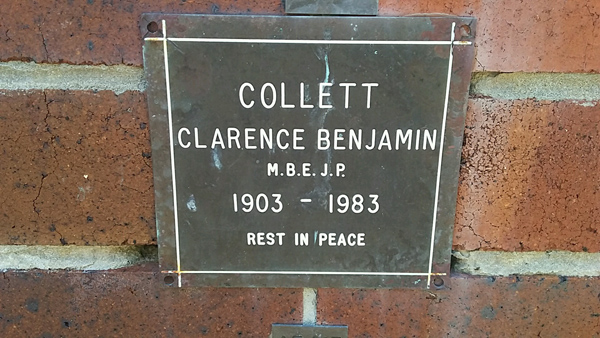 COLLETT
CLARENCE BENJAMIN
M.B.E. J.P.
1903 - 1983
REST IN PEACE